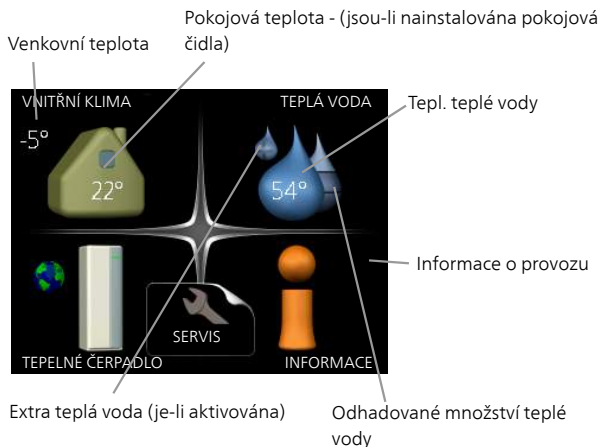 Pokojová teplota - (jsou-li nainstalována pokojová
čidla)
Venkovní teplota
VNITŘNÍ KLIMA
TEPLÁ VODA
Tepl. teplé vody
-5°
22°
54°
Informace o provozu
SERVIS
TEPELNÉ ČERPADLO
INFORMACE
Extra teplá voda (je-li aktivována)
Odhadované množství teplé
vody